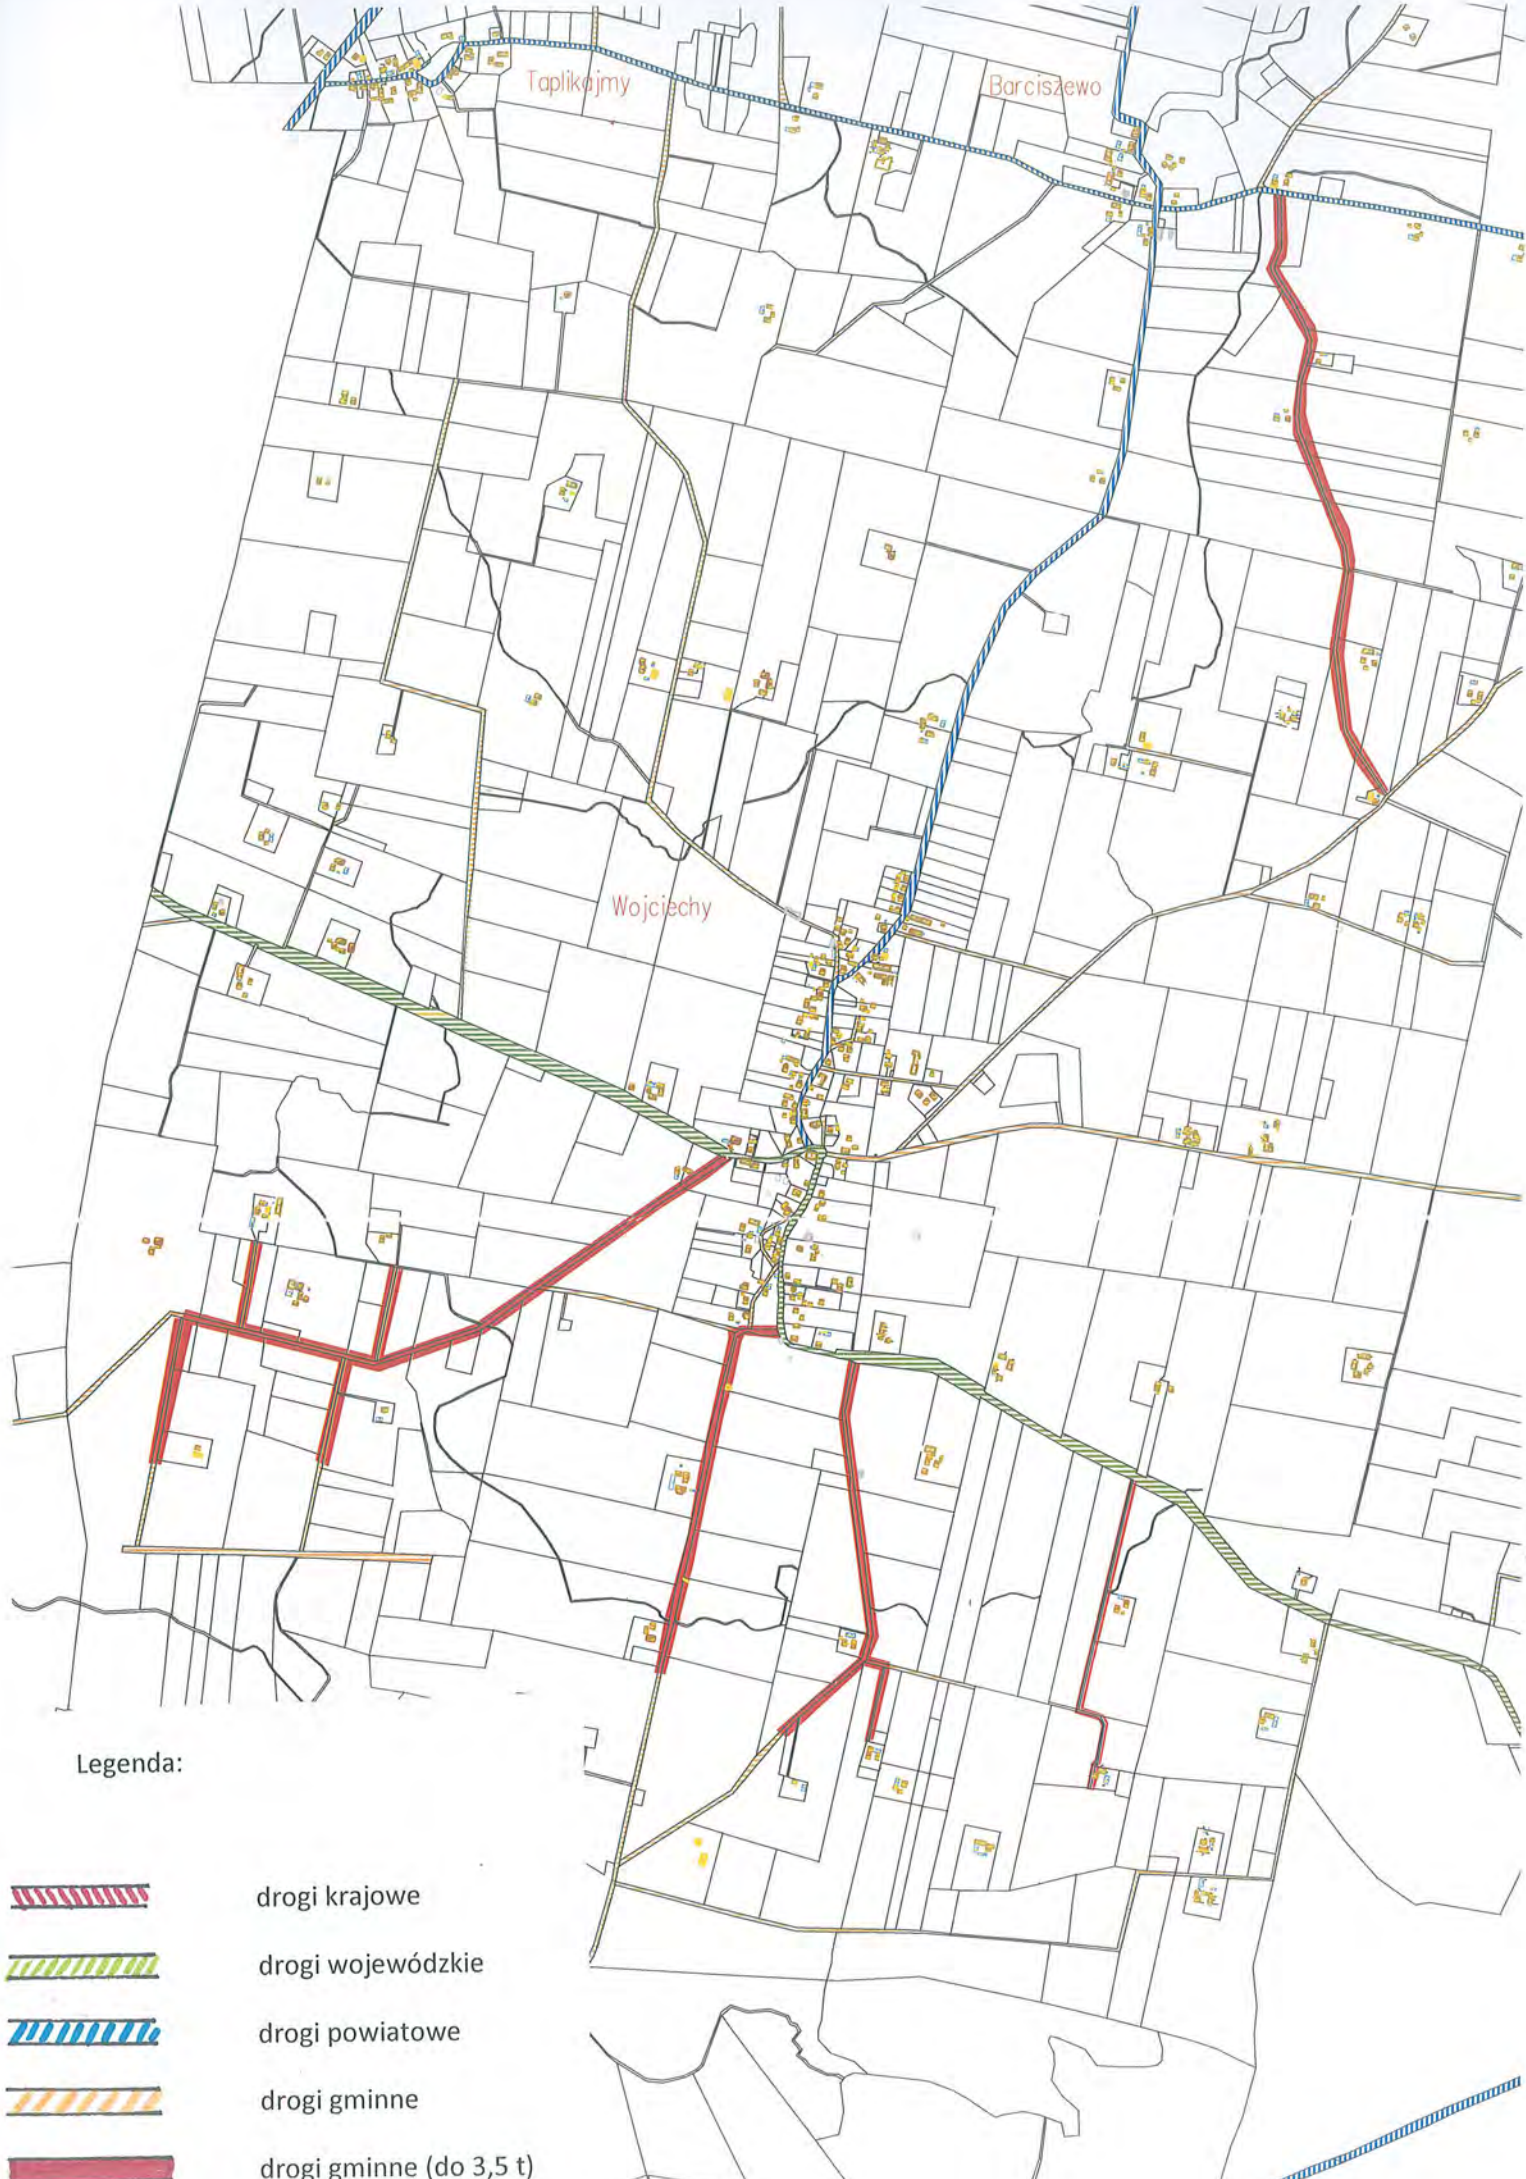 Taplikajmy
Barciszewo
Wojciechy
Legenda:
drogi krajowe
drogi wojewódzkie
drogi powiatowe
drogi gminne
drogi gminne (do 3,5 t)